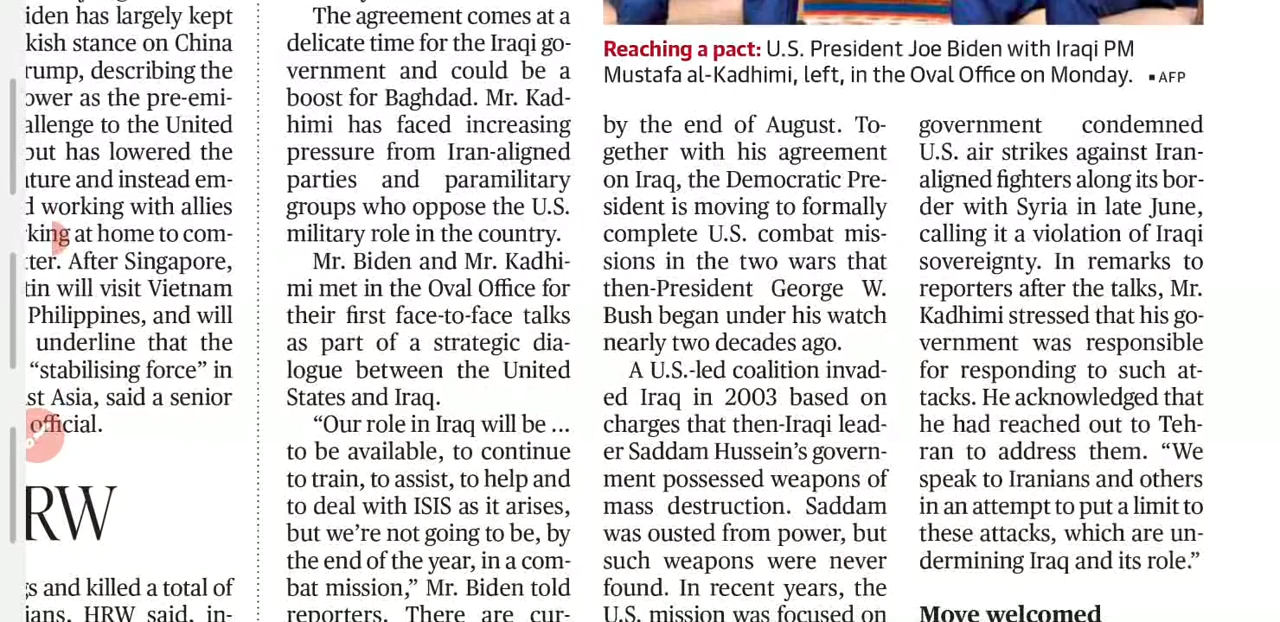 iden has largely kept
kish stance on China
rump, describing the
ower as the pre-emi-
allenge to the United
out has lowered the
ture and instead em-
d working with allies
king at home to com-
ter. After Singapore,
tin will visit Vietnam
Philippines, and will
underline that the
“stabilising force” in
st Asia, said a senior
official.
RW
gs and killed a total of
ians, HRW said, in-
The agreement comes at a
delicate time for the Iraqi go-
vernment and could be a
boost for Baghdad. Mr. Kad-
himi has faced increasing
pressure from Iran-aligned
parties and paramilitary
groups who oppose the U.S.
military role in the country.
Mr. Biden and Mr. Kadhi-
mi met in the Oval Office for
their first face-to-face talks
as part of a strategic dia-
logue between the United
States and Iraq.
“Our role in Iraq will be ...
to be available, to continue
to train, to assist, to help and
to deal with ISIS as it arises,
but we’re not going to be, by
the end of the year, in a com-
bat mission,” Mr. Biden told
reporters. There are cur-
Reaching a pact: U.S. President Joe Biden with Iraqi PM
Mustafa al-Kadhimi, left, in the Oval Office on Monday. ▪AFP
by the end of August. To-
gether with his agreement
on Iraq, the Democratic Pre-
sident is moving to formally
complete U.S. combat mis-
sions in the two wars that
then-President George W.
Bush began under his watch
nearly two decades ago.
A U.S.-led coalition invad-
ed Iraq in 2003 based on
charges that then-Iraqi lead-
er Saddam Hussein’s govern-
ment possessed weapons of
mass destruction. Saddam
was ousted from power, but
such weapons were never
found. In recent years, the
U.S. mission was focused on
government condemned
U.S. air strikes against Iran-
aligned fighters along its bor-
der with Syria in late June,
calling it a violation of Iraqi
sovereignty. In remarks to
reporters after the talks, Mr.
Kadhimi stressed that his go-
vernment was responsible
for responding to such at-
tacks. He acknowledged that
he had reached out to Teh-
ran to address them. “We
speak to Iranians and others
in an attempt to put a limit to
these attacks, which are un-
dermining Iraq and its role.”
Move welcomed